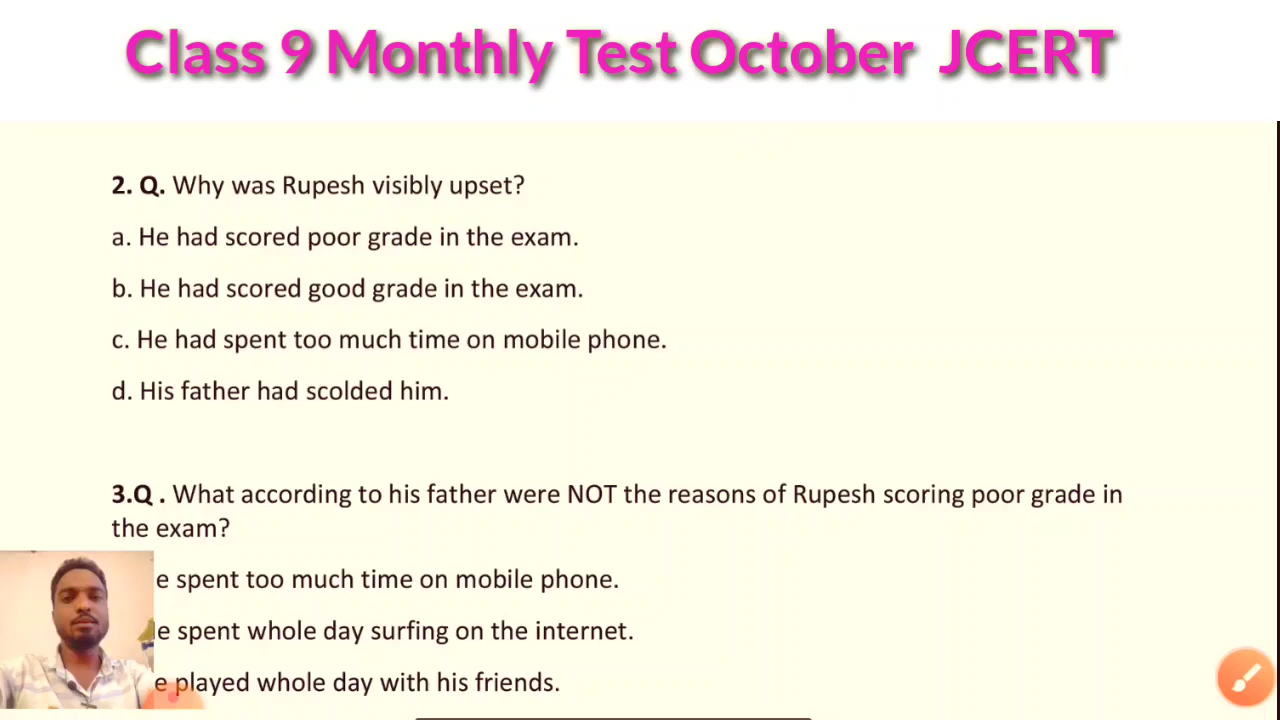 Class 9 Monthly Test October JCERT
2. Q. Why was Rupesh visibly upset?
a. He had scored poor grade in the exam.
b. He had scored good grade in the exam.
c. He had spent too much time on mobile phone.
d. His father had scolded him.
3.Q . What according to his father were NOT the reasons of Rupesh scoring poor grade in
the exam?
e spent too much time on mobile phone.
e spent whole day surfing on the internet.
e played whole day with his friends.